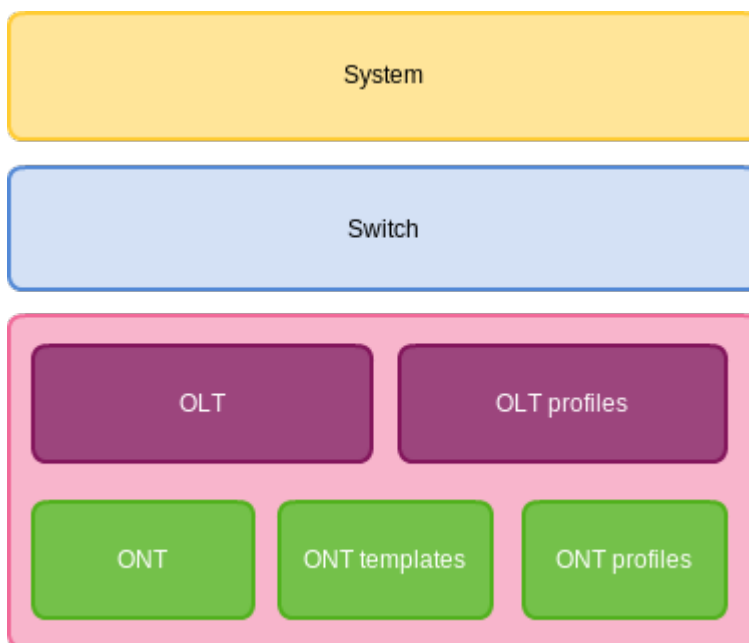 System
Switch
OLT
OLT profiles
ONT
ONT templates
ONT profiles